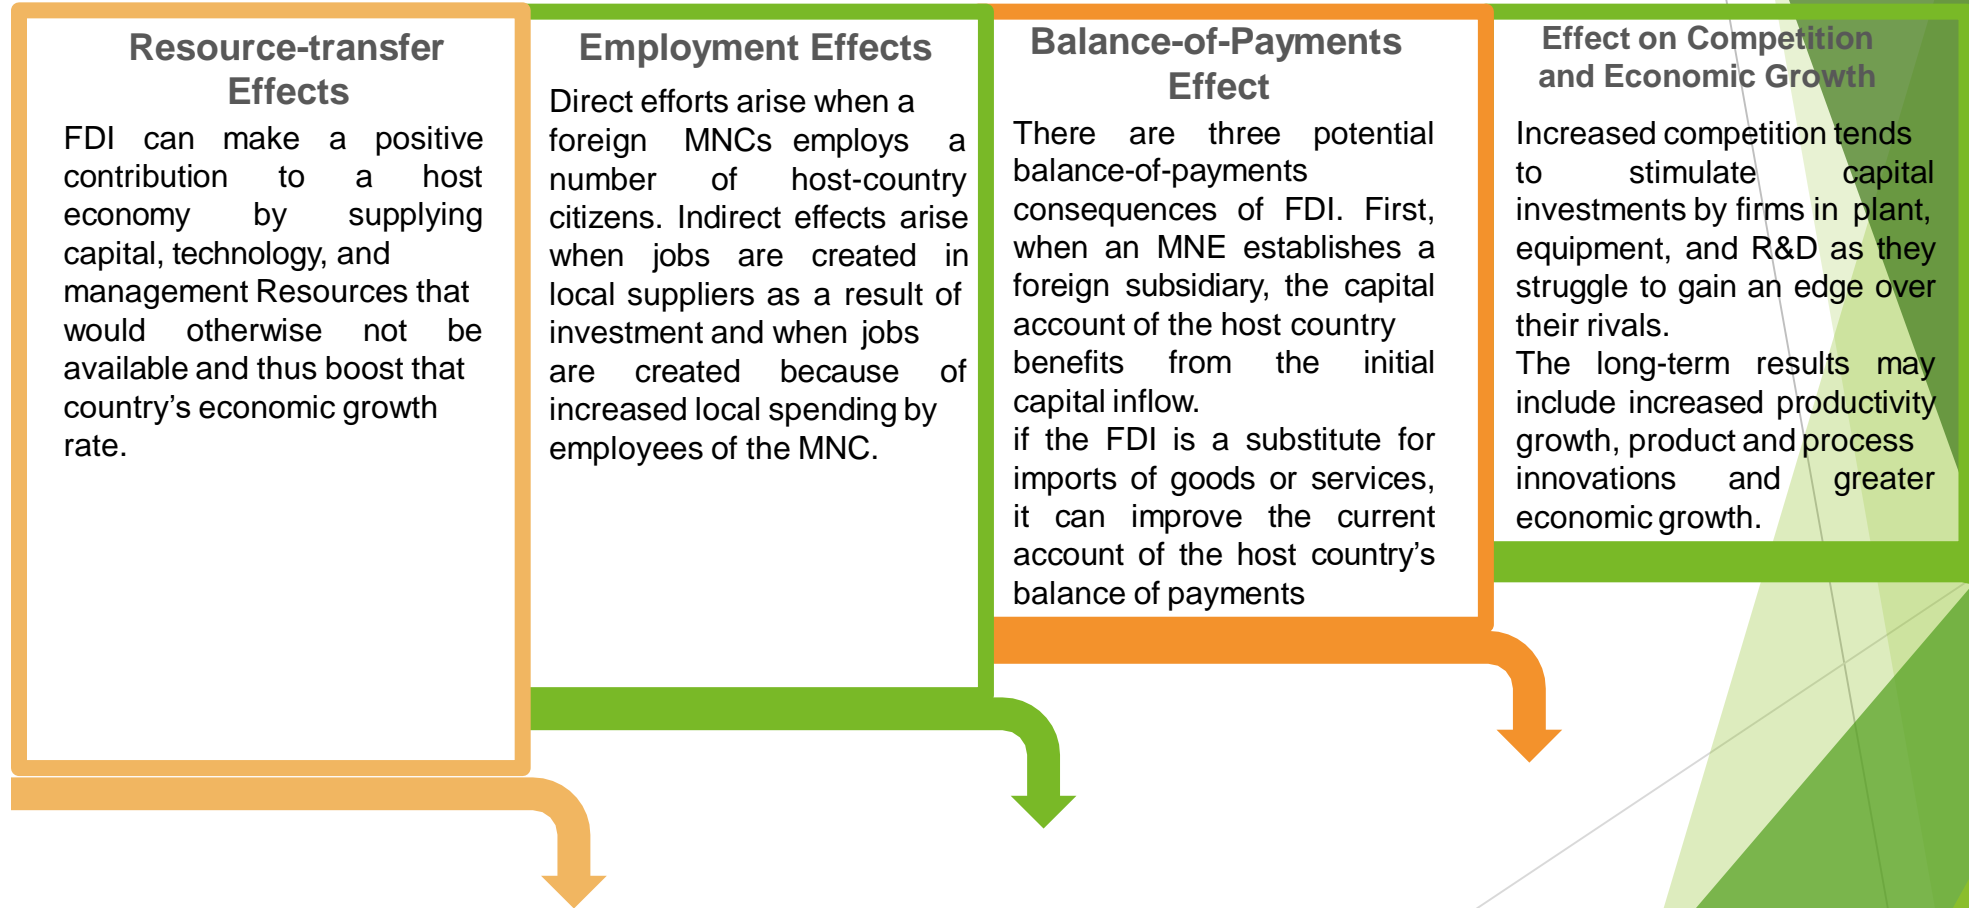 Resource-transfer
Effects
FDI can make a positive
contribution to a host
economy by supplying
capital, technology, and
management Resources that
would otherwise not be
available and thus boost that
country’s economic growth
rate.
Employment Effects
Direct efforts arise when a
foreign MNCs employs a
number of host-country
citizens. Indirect effects arise
when jobs are created in
local suppliers as a result of
investment and when jobs
are created because of
increased local spending by
employees of the MNC.
Balance-of-Payments
Effect
There are three potential
balance-of-payments
consequences of FDI. First,
when an MNE establishes a
foreign subsidiary, the capital
account of the host country
benefits from the initial
capital inflow.
if the FDI is a substitute for
imports of goods or services,
it can improve the current
account of the host country’s
balance of payments
Effect on Competition
and Economic Growth
Increased competition tends
to stimulate capital
investments by firms in plant,
equipment, and R&D as they
struggle to gain an edge over
their rivals.
The long-term results may
include increased productivity
growth, product and process
innovations and greater
economic growth.